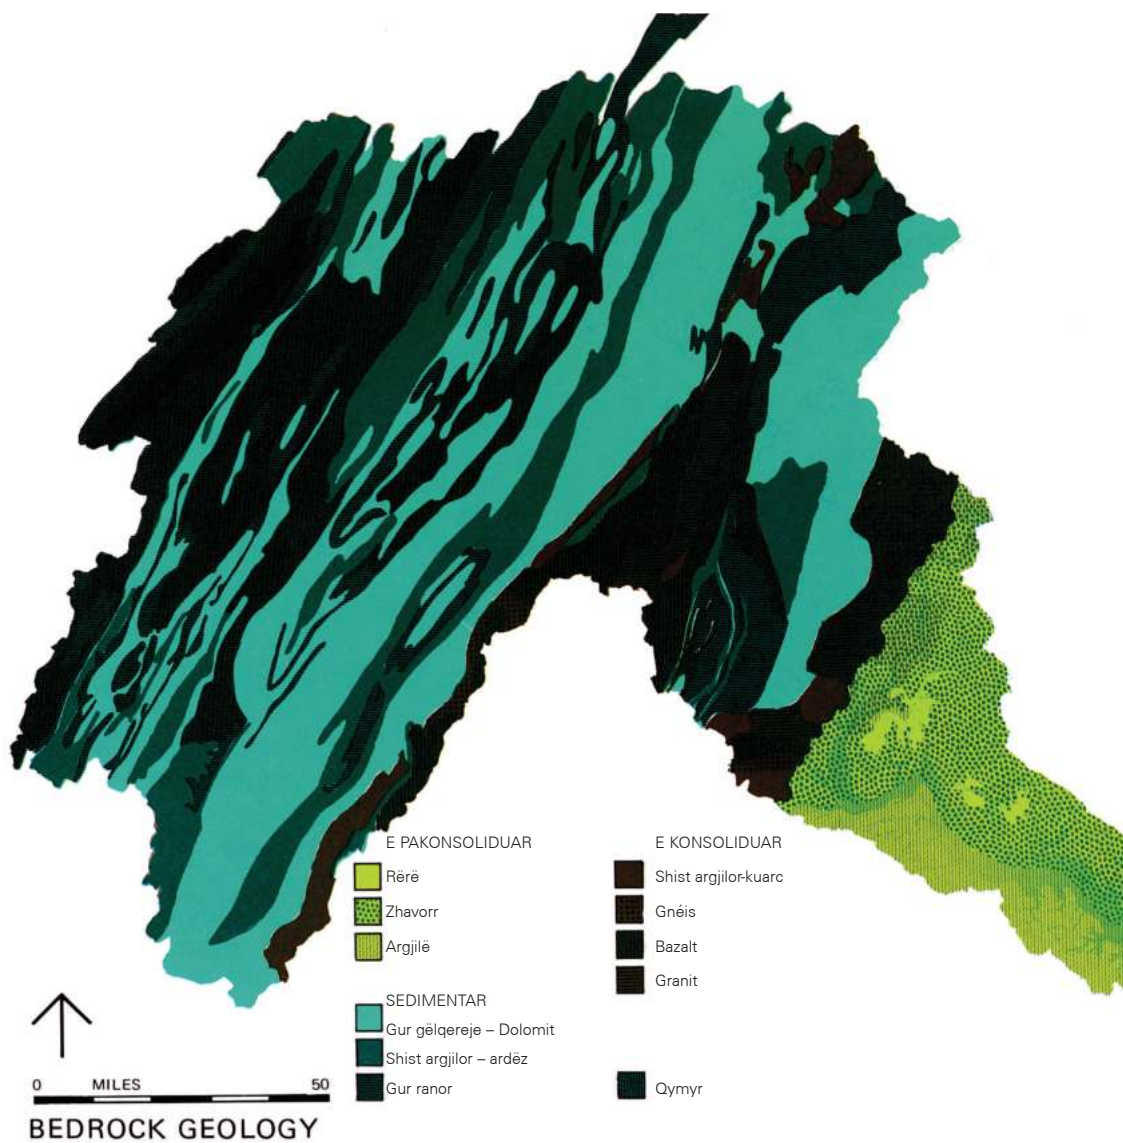 E PAKONSOLIDUAR
Rërë
Zhavorr
Argjilë
SEDIMENTAR
Gur gëlqereje – Dolomit
Shist argjilor – ardëz
Gur ranor
E KONSOLIDUAR
Shist argjilor-kuarc
Gnéis
Bazalt
Granit
Qymyr
0 MILES 50
BEDROCK GEOLOGY